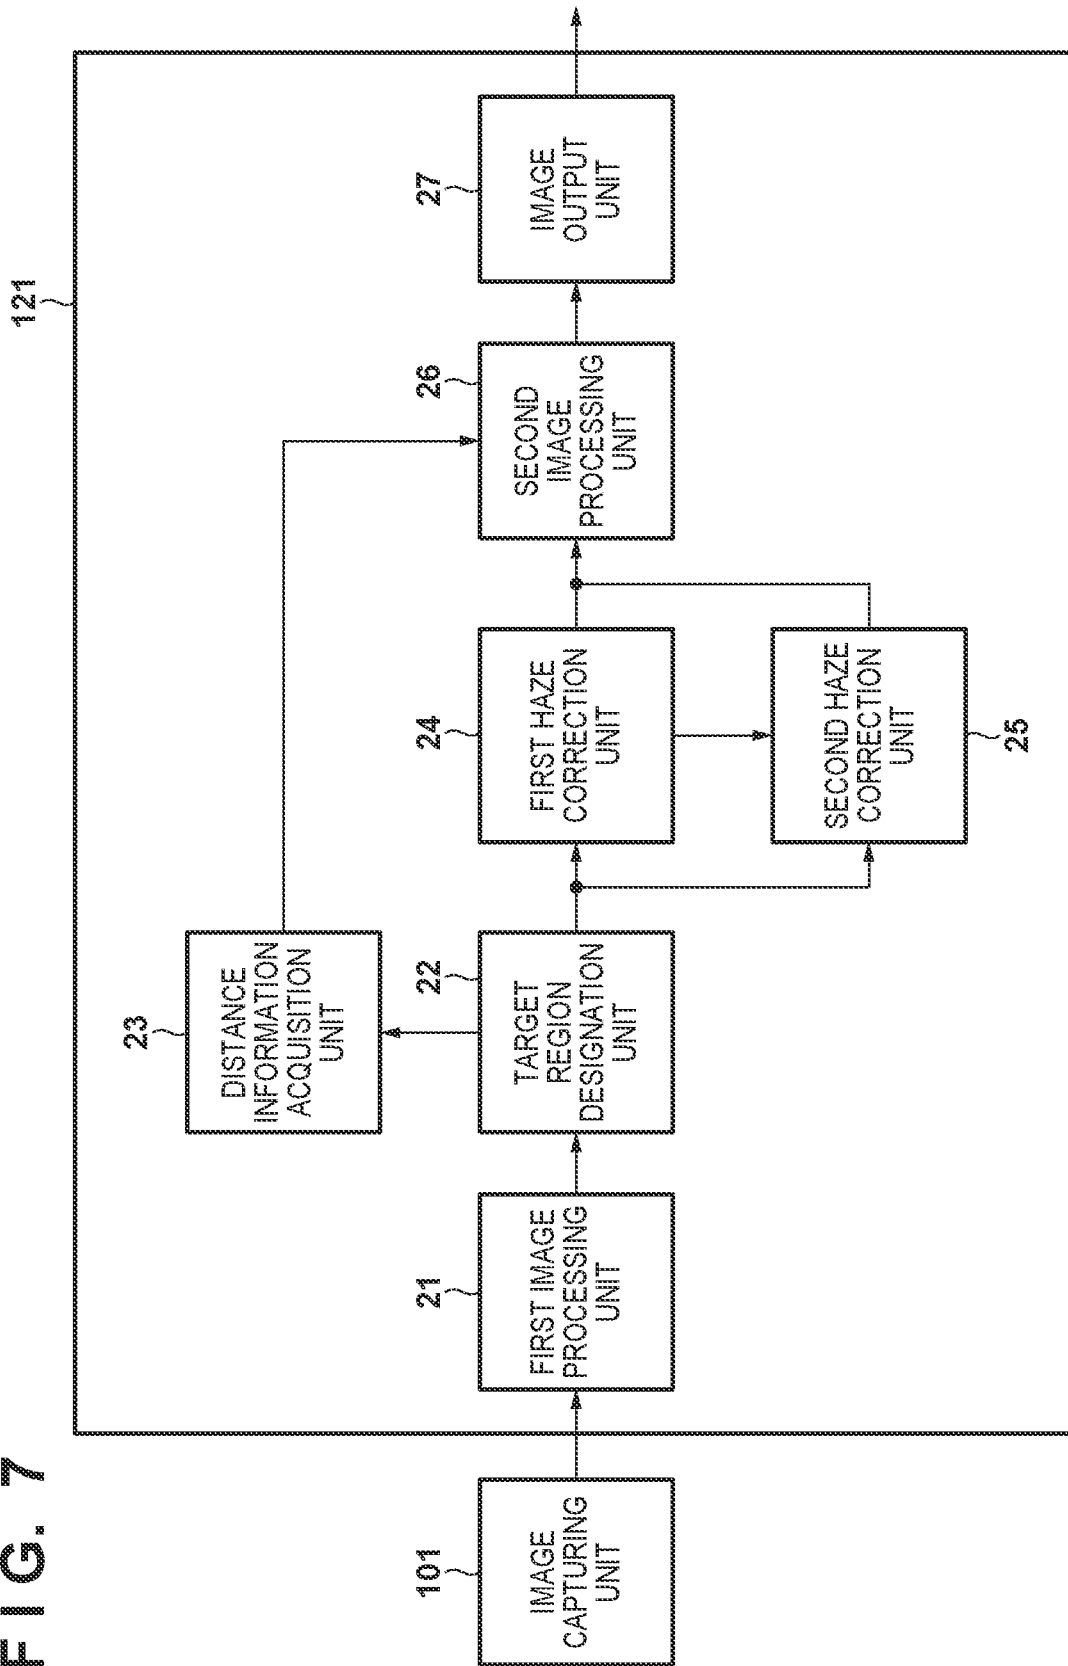 FIG. 7
121
101
IMAGE
CAPTURING
UNIT
21
FIRST IMAGE
PROCESSING
UNIT
22
TARGET
REGION
DESIGNATION
UNIT
23
DISTANCE
INFORMATION
ACQUISITION
UNIT
24
FIRST HAZE
CORRECTION
UNIT
25
SECOND HAZE
CORRECTION
UNIT
26
SECOND
IMAGE
PROCESSING
UNIT
27
IMAGE
OUTPUT
UNIT